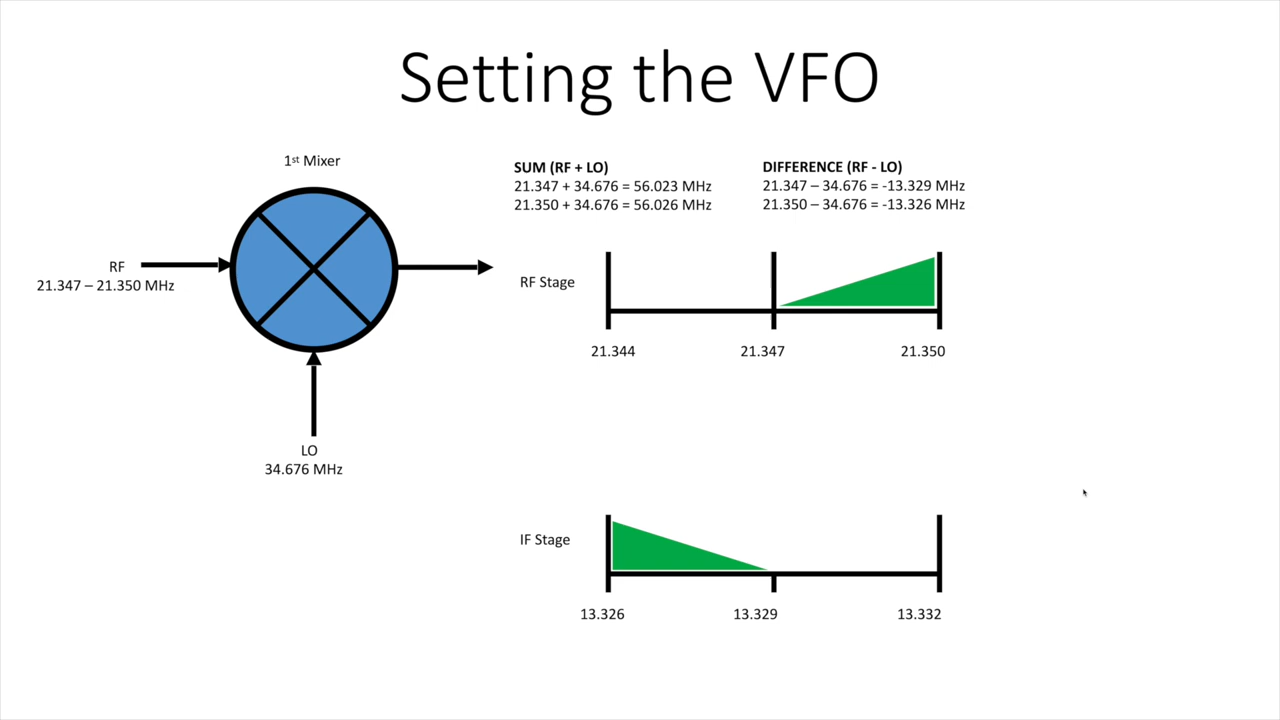 Setting the VFO
1st Mixer
SUM (RF + LO)
21.347 + 34.676 = 56.023 MHz
21.350 + 34.676 = 56.026 MHz
DIFFERENCE (RF - LO)
21.347 – 34.676 = -13.329 MHz
21.350 – 34.676 = -13.326 MHz
RF
21.347 – 21.350 MHz
LO
34.676 MHz
RF Stage
21.344 21.347 21.350
IF Stage
13.326 13.329 13.332